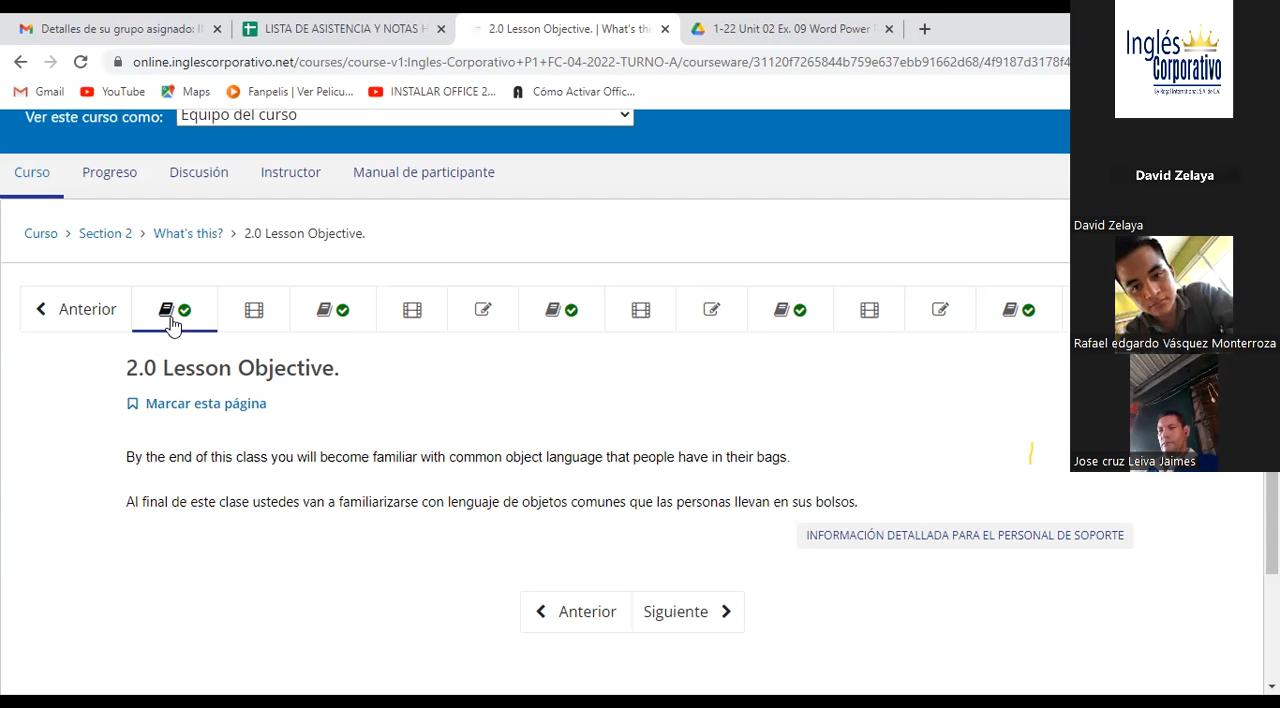 Detalles de su grupo asignado: I
LISTA DE ASISTENCIA Y NOTAS H
2.0 Lesson Objective. | What's thi
1-22 Unit 02 Ex. 09 Word Power
online.inglescorporativo.net/courses/course-v1:Ingles-Corporativo+P1+FC-04-2022-TURNO-A/courseware/31120f7265844b759e637ebb91662d68/4f9187d3178f4
Gmail
YouTube
Maps
Fanpelis | Ver Pelicu...
INSTALAR OFFICE 2...
Cómo Activar Offic...
Ver este curso como:
Equipo del curso
Curso
Progreso
Discusión
Instructor
Manual de participante
Curso > Section 2 > What's this? > 2.0 Lesson Objective.
Anterior
2.0 Lesson Objective.
Marcar esta página
By the end of this class you will become familiar with common object language that people have in their bags.
Al final de este clase ustedes van a familiarizarse con lenguaje de objetos comunes que las personas llevan en sus bolsos.
INFORMACIÓN DETALLADA PARA EL PERSONAL DE SOPORTE
Anterior
Siguiente
Inglés
Corporativo
David Zelaya
David Zelaya
Rafael edgardo Vásquez Monterroza
Jose cruz Leiva Jaimes